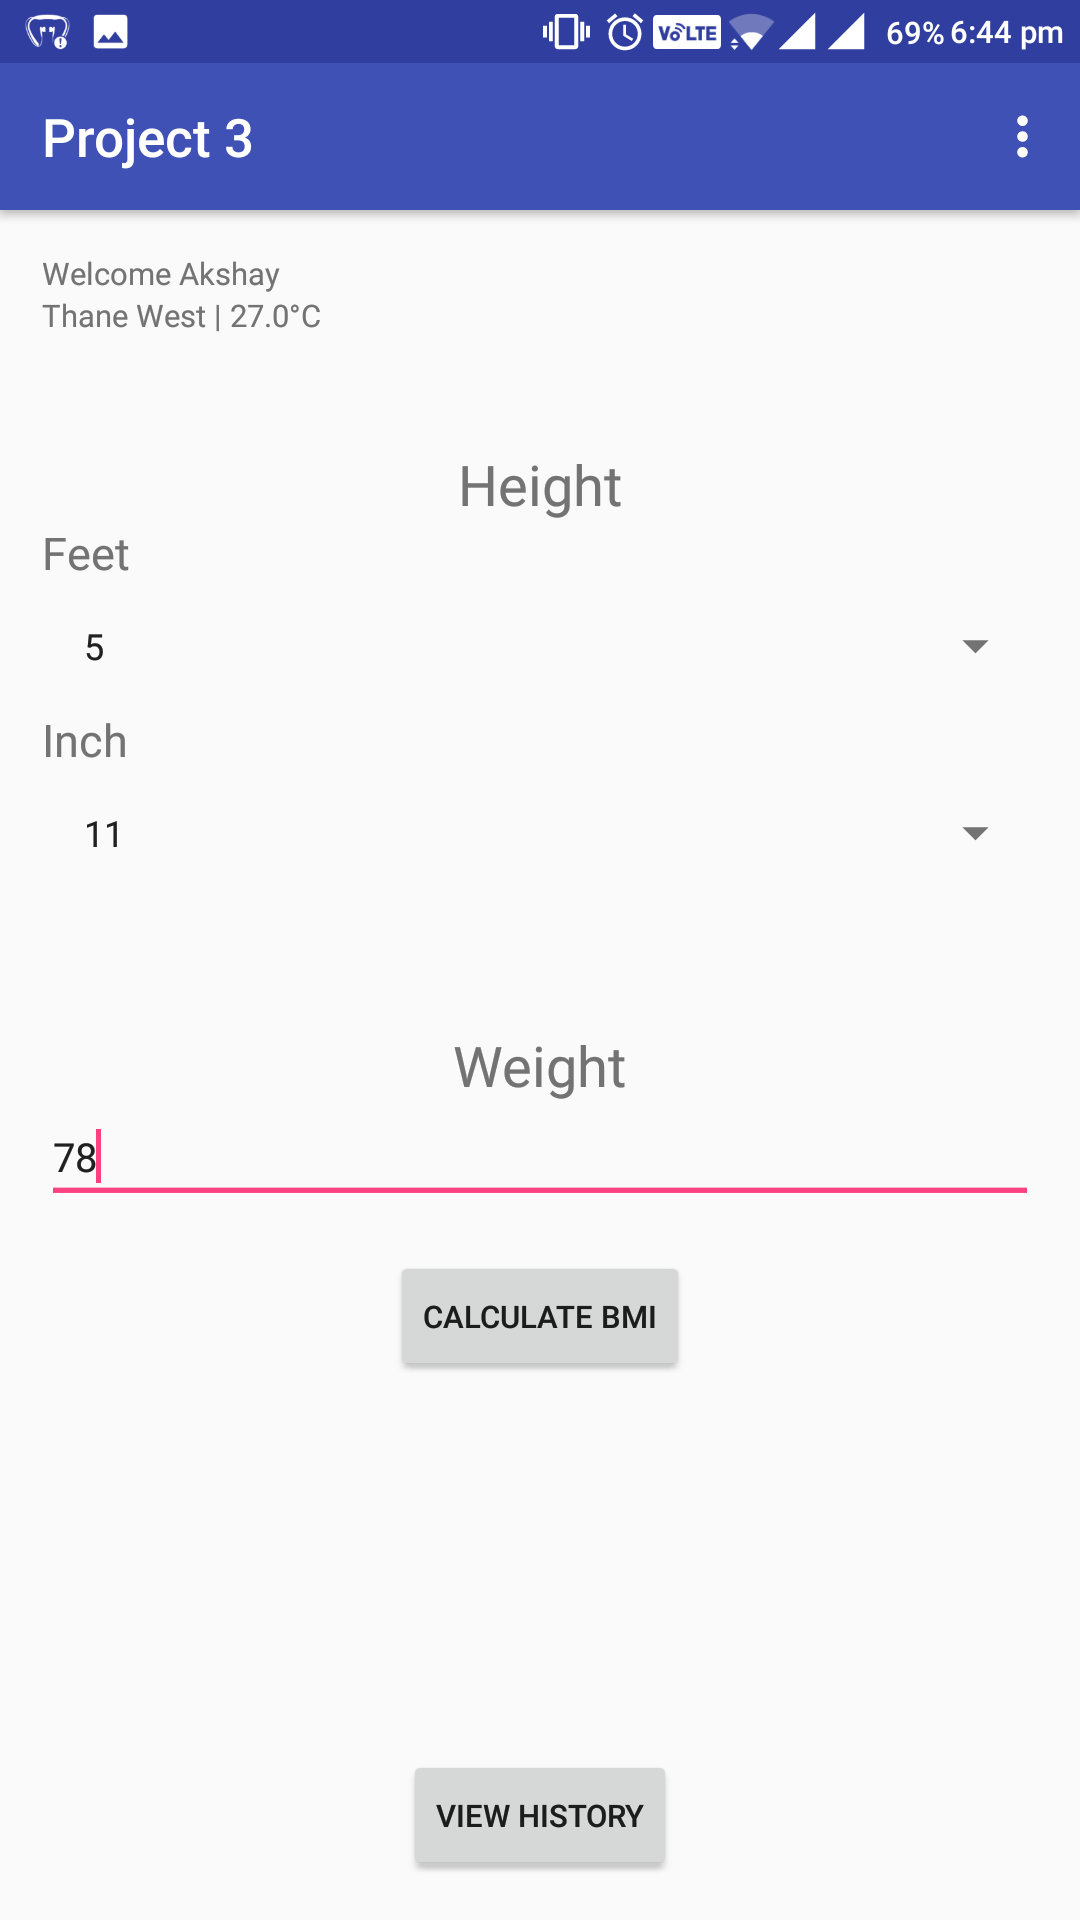 VoLTE 69% 6:44 pm
Project 3
Welcome Akshay
Thane West | 27.0°C
Height
Feet
5
Inch
11
Weight
78
CALCULATE BMI
VIEW HISTORY